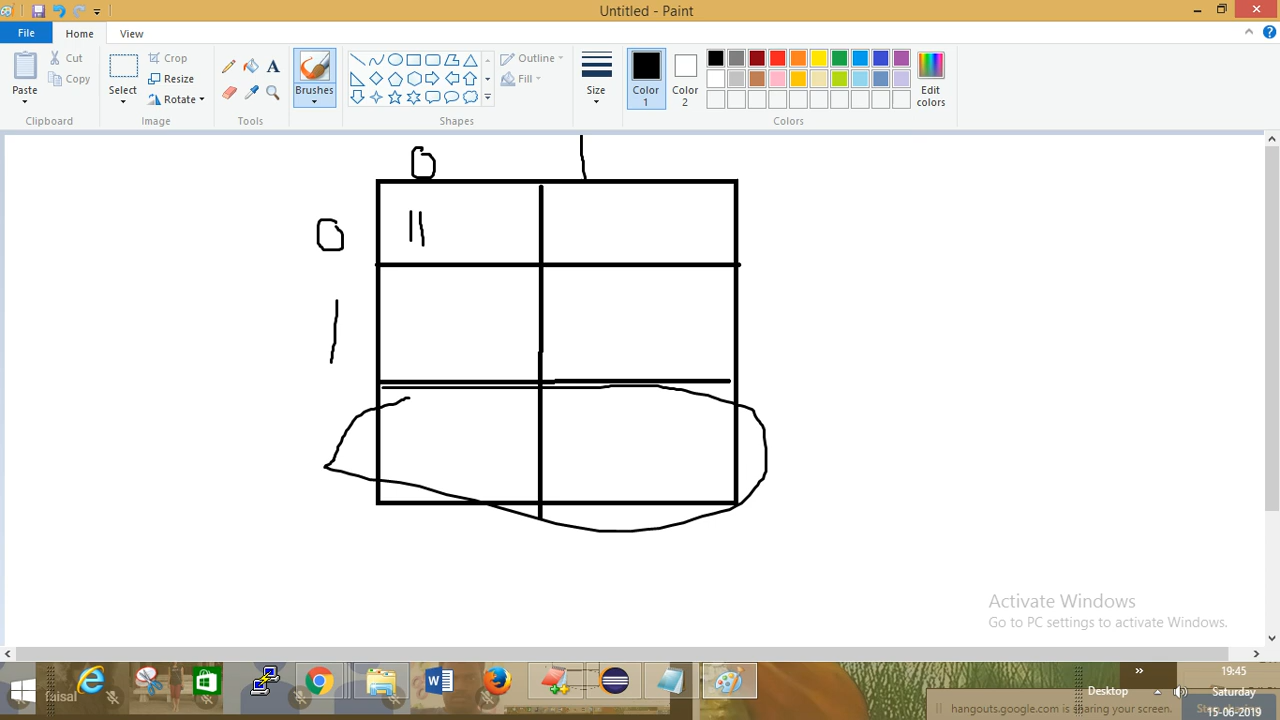 Untitled - Paint
File Home View
Paste Cut Copy Select Crop Resize Rotate A Brushes Outline Fill Size Color 1 Color 2 Edit colors
Clipboard Image Tools Shapes Colors
0 1
0 11
1
Activate Windows
Go to PC settings to activate Windows.
faisal
Desktop
19:45
Saturday
15-06-2019
hangouts.google.com is sharing your screen.